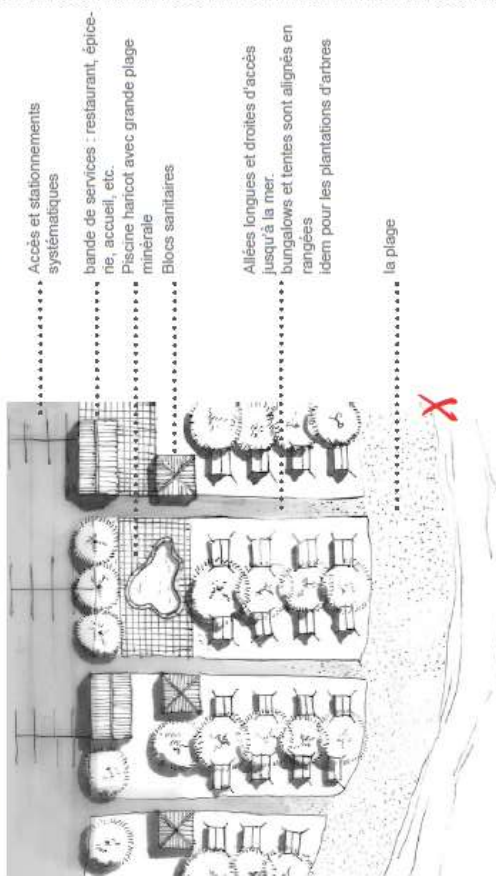 Accès et stationnements
systématiques
bande de services : restaurant, épice-
rie, accueil, etc.
Piscine haricot avec grande plage
minérale
Blocs sanitaires
Allées longues et droites d'accès
jusqu'à la mer.
bungalows et tentes sont alignés en
rangées
idem pour les plantations d'arbres
la plage